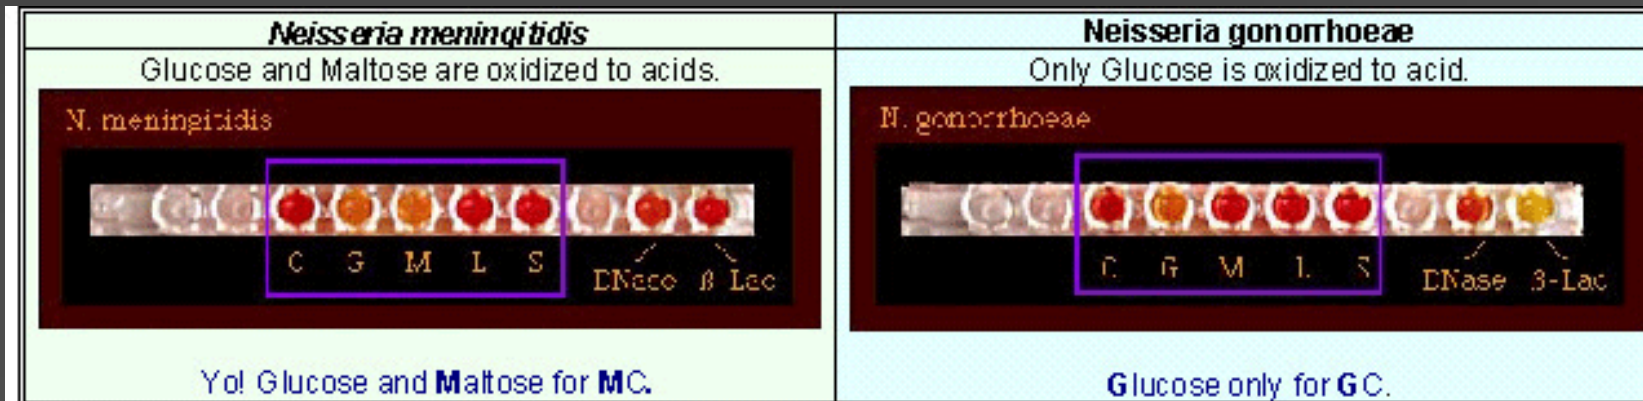 Neisseria meningitidis
Glucose and Maltose are oxidized to acids.
N. meningitidis
C G M L S
DNase β Lac
Yo! Glucose and Maltose for MC.
Neisseria gonorrhoeae
Only Glucose is oxidized to acid.
N. gonorrhoeae
C G M L S
DNase β-Lac
Glucose only for GC.